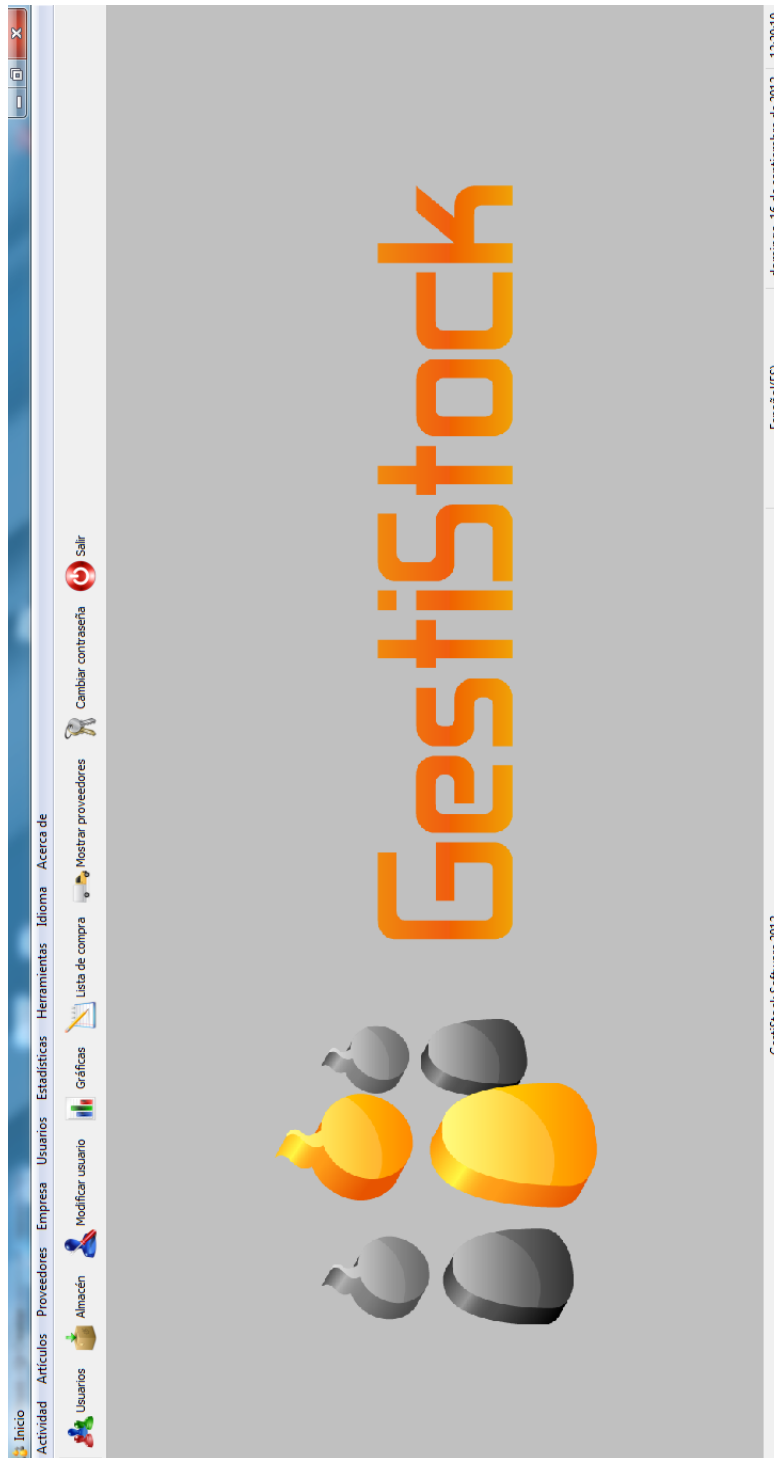 Inicio
Actividad Artículos Proveedores Empresa Usuarios Estadísticas Herramientas Idioma Acerca de
Usuarios Almacén Modificar usuario Gráficas Lista de compra Mostrar proveedores Cambiar contraseña Salir
GestiStock